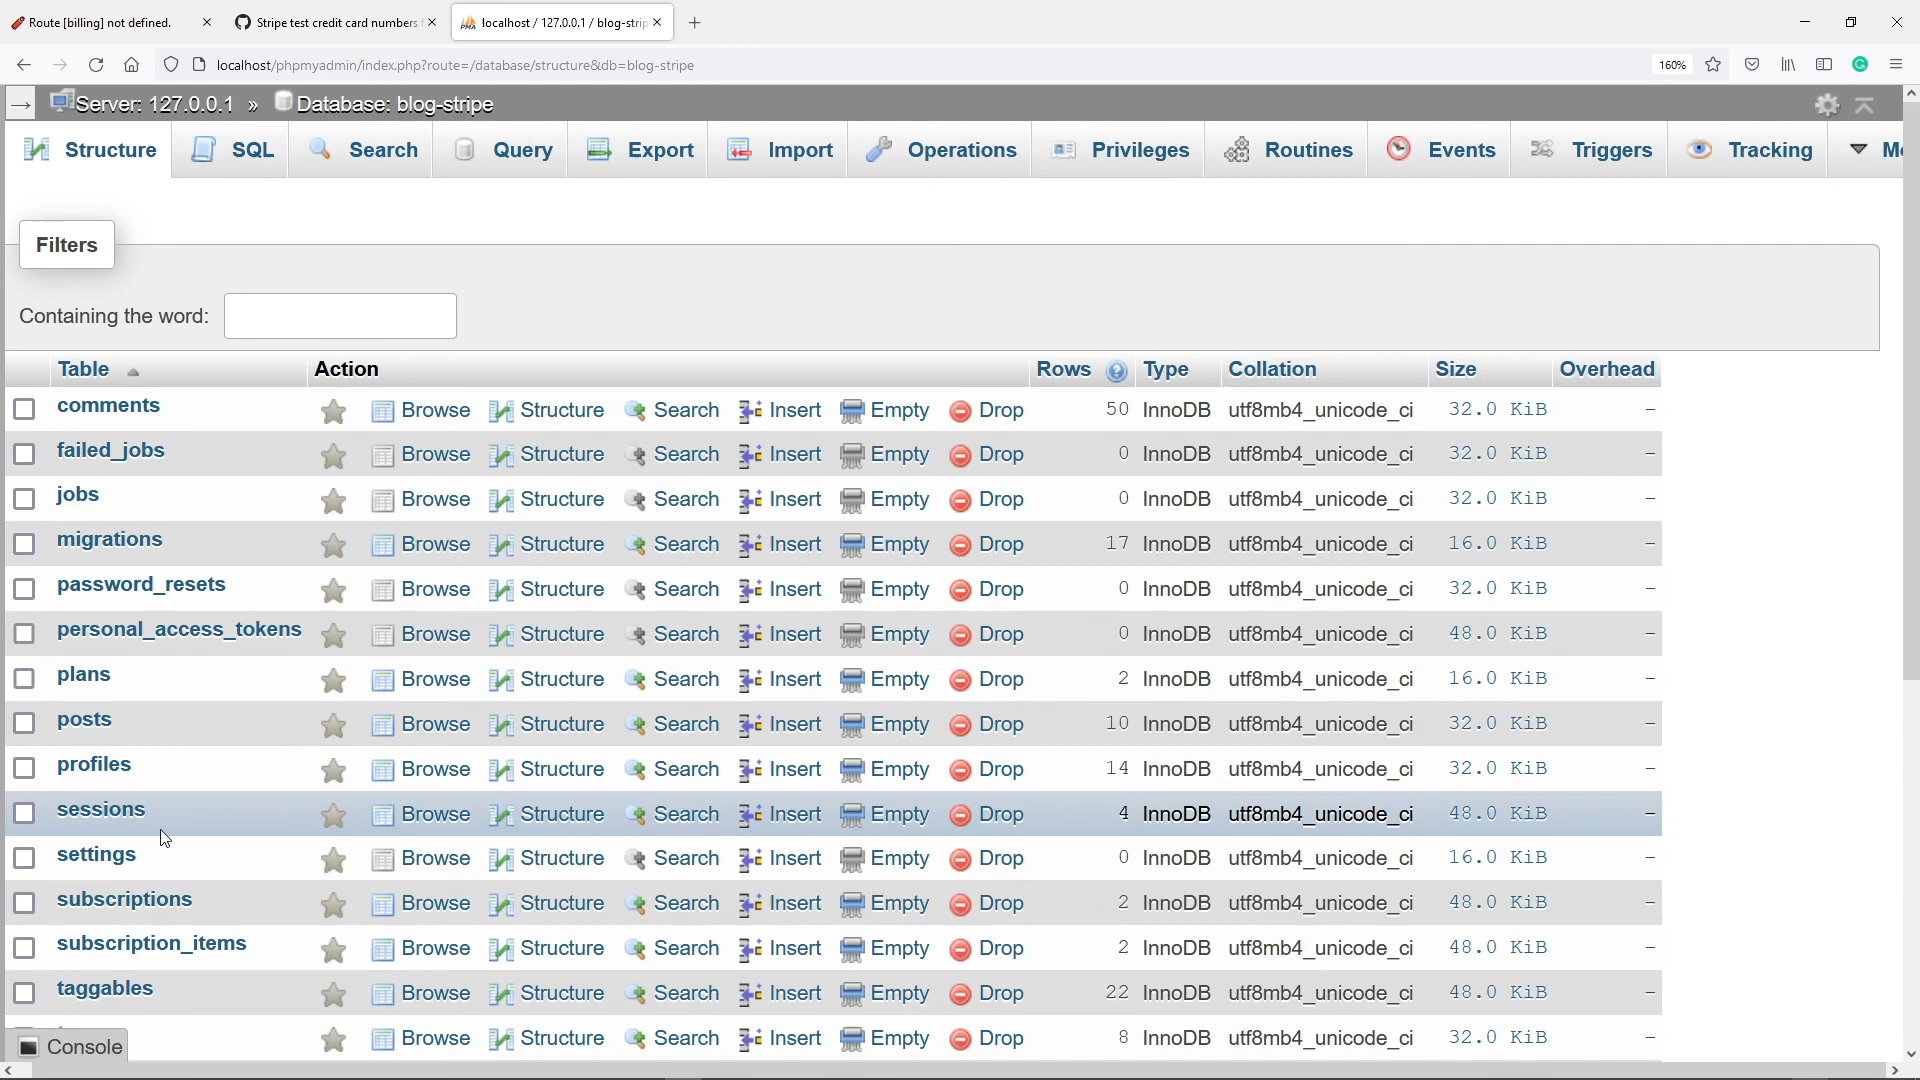 Route [billing] not defined.
Stripe test credit card numbers f
localhost / 127.0.0.1 / blog-strip
localhost/phpmyadmin/index.php?route=/database/structure&db=blog-stripe
160%
Server: 127.0.0.1 » Database: blog-stripe
Structure SQL Search Query Export Import Operations Privileges Routines Events Triggers Tracking Mo
Filters
Containing the word:
Table Action Rows Type Collation Size Overhead
comments Browse Structure Search Insert Empty Drop 50 InnoDB utf8mb4_unicode_ci 32.0 KiB -
failed_jobs Browse Structure Search Insert Empty Drop 0 InnoDB utf8mb4_unicode_ci 32.0 KiB -
jobs Browse Structure Search Insert Empty Drop 0 InnoDB utf8mb4_unicode_ci 32.0 KiB -
migrations Browse Structure Search Insert Empty Drop 17 InnoDB utf8mb4_unicode_ci 16.0 KiB -
password_resets Browse Structure Search Insert Empty Drop 0 InnoDB utf8mb4_unicode_ci 32.0 KiB -
personal_access_tokens Browse Structure Search Insert Empty Drop 0 InnoDB utf8mb4_unicode_ci 48.0 KiB -
plans Browse Structure Search Insert Empty Drop 2 InnoDB utf8mb4_unicode_ci 16.0 KiB -
posts Browse Structure Search Insert Empty Drop 10 InnoDB utf8mb4_unicode_ci 32.0 KiB -
profiles Browse Structure Search Insert Empty Drop 14 InnoDB utf8mb4_unicode_ci 32.0 KiB -
sessions Browse Structure Search Insert Empty Drop 4 InnoDB utf8mb4_unicode_ci 48.0 KiB -
settings Browse Structure Search Insert Empty Drop 0 InnoDB utf8mb4_unicode_ci 16.0 KiB -
subscriptions Browse Structure Search Insert Empty Drop 2 InnoDB utf8mb4_unicode_ci 48.0 KiB -
subscription_items Browse Structure Search Insert Empty Drop 2 InnoDB utf8mb4_unicode_ci 48.0 KiB -
taggables Browse Structure Search Insert Empty Drop 22 InnoDB utf8mb4_unicode_ci 48.0 KiB -
Browse Structure Search Insert Empty Drop 8 InnoDB utf8mb4_unicode_ci 32.0 KiB -
Console